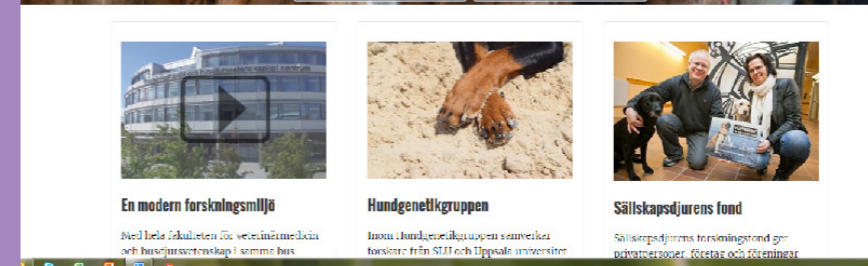 En modern forskningsmiljö
Med hela fakulteten för veterinärmedicin
och husdjursvetenskap i samma hus
Hundgenetikgruppen
Inom Hundgenetikgruppen samverkar
forskare från SLU och Uppsala universitet
Sällskapsdjurens fond
Sällskapsdjurens forskningsfond ger
privatpersoner, företag och föreningar